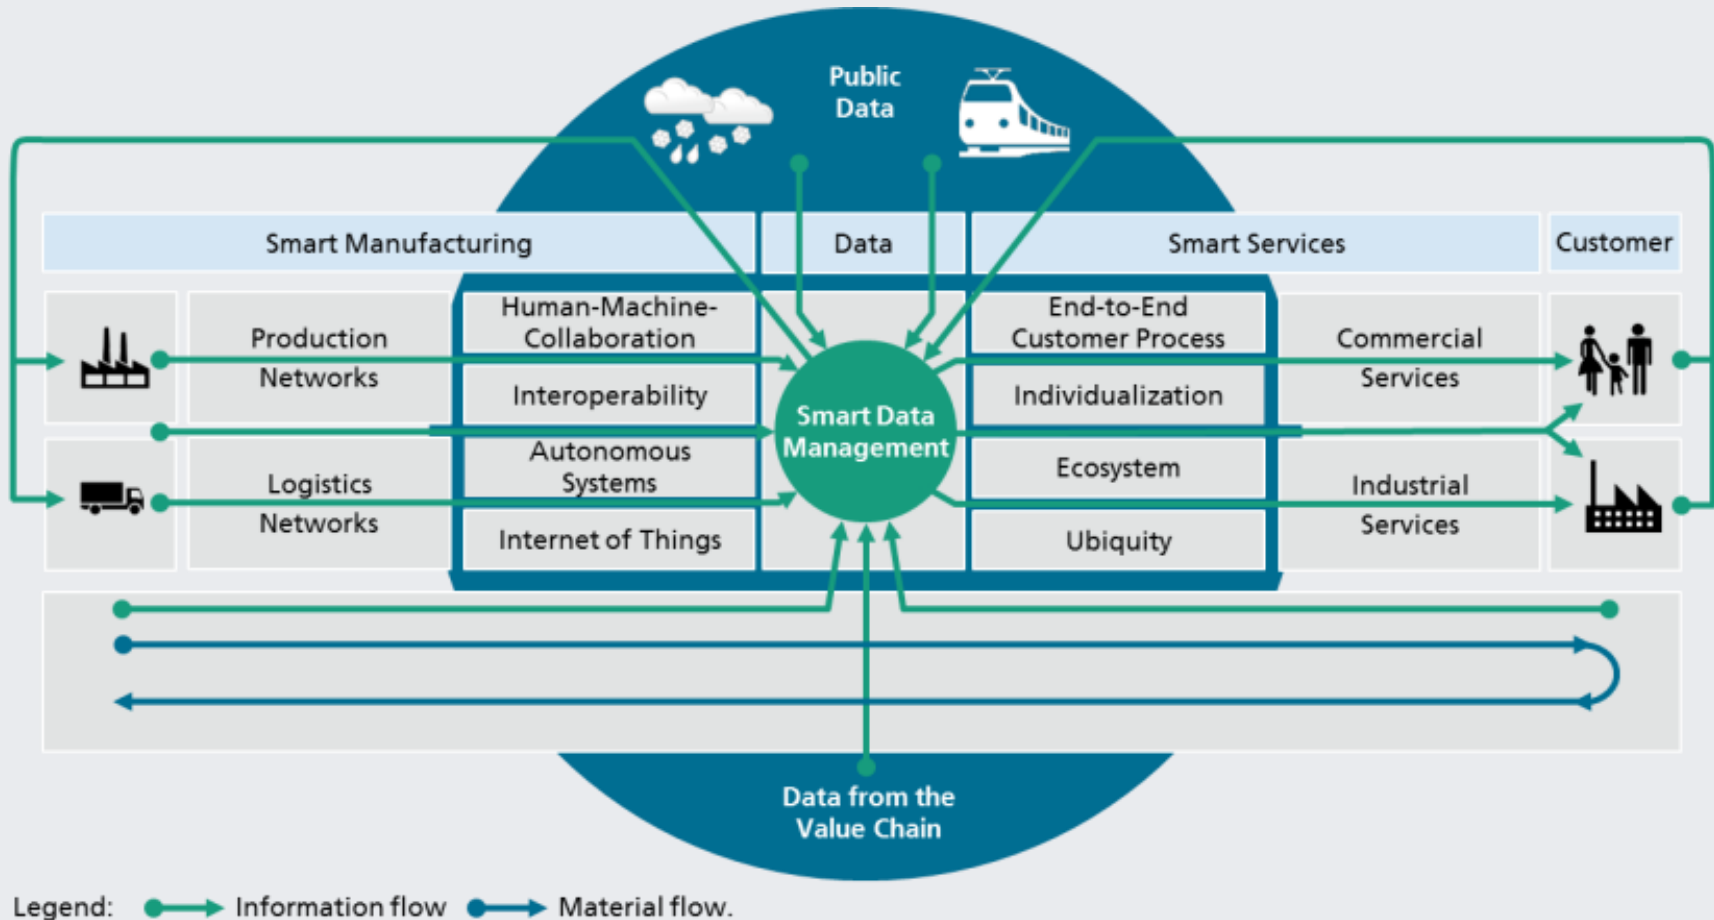 Public
Data
Smart Manufacturing
Data
Smart Services
Customer
Production
Networks
Human-Machine-
Collaboration
Interoperability
Logistics
Networks
Autonomous
Systems
Internet of Things
Smart Data
Management
End-to-End
Customer Process
Individualization
Ecosystem
Ubiquity
Commercial
Services
Industrial
Services
Data from the
Value Chain
Legend: Information flow Material flow.